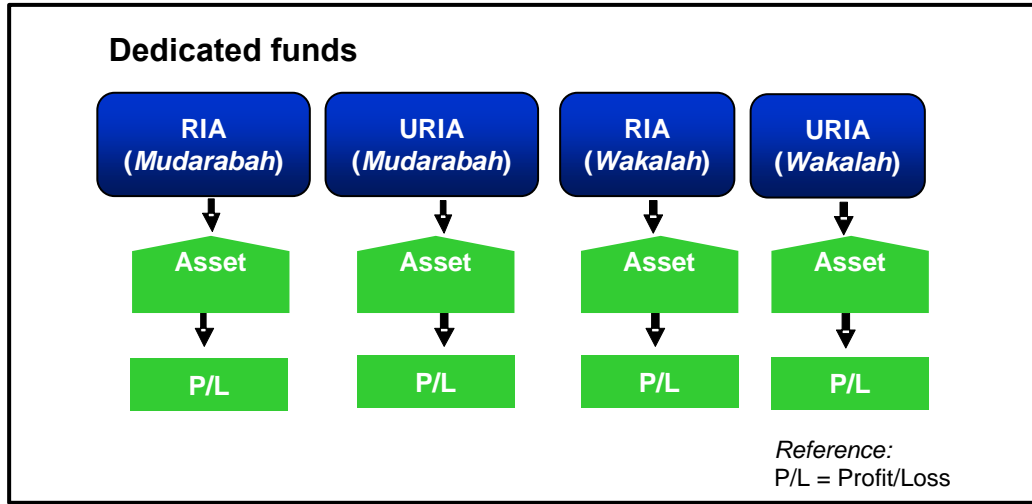 Dedicated funds
RIA
(Mudarabah)
URIA
(Mudarabah)
RIA
(Wakalah)
URIA
(Wakalah)
Asset
Asset
Asset
Asset
P/L
P/L
P/L
P/L
Reference:
P/L = Profit/Loss